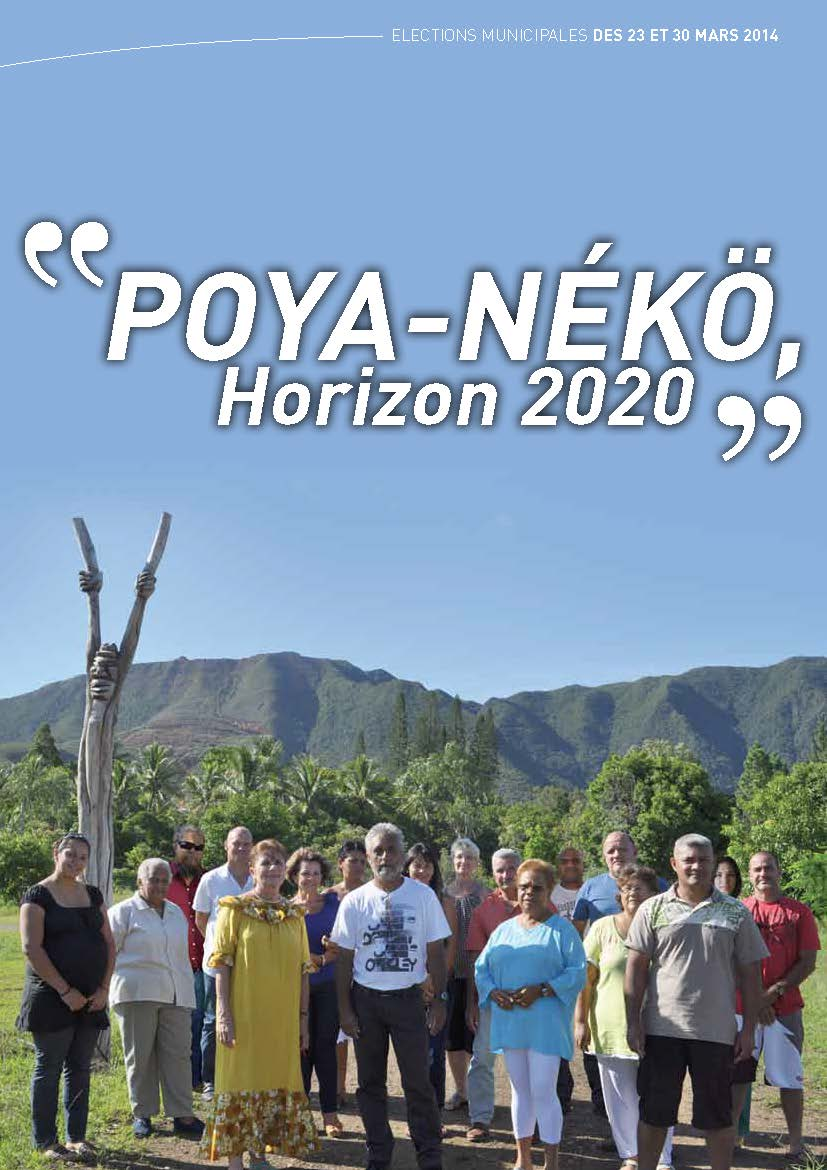 ELECTIONS MUNICIPALES DES 23 ET 30 MARS 2014
“POYA-NÉKÖ,
Horizon 2020”